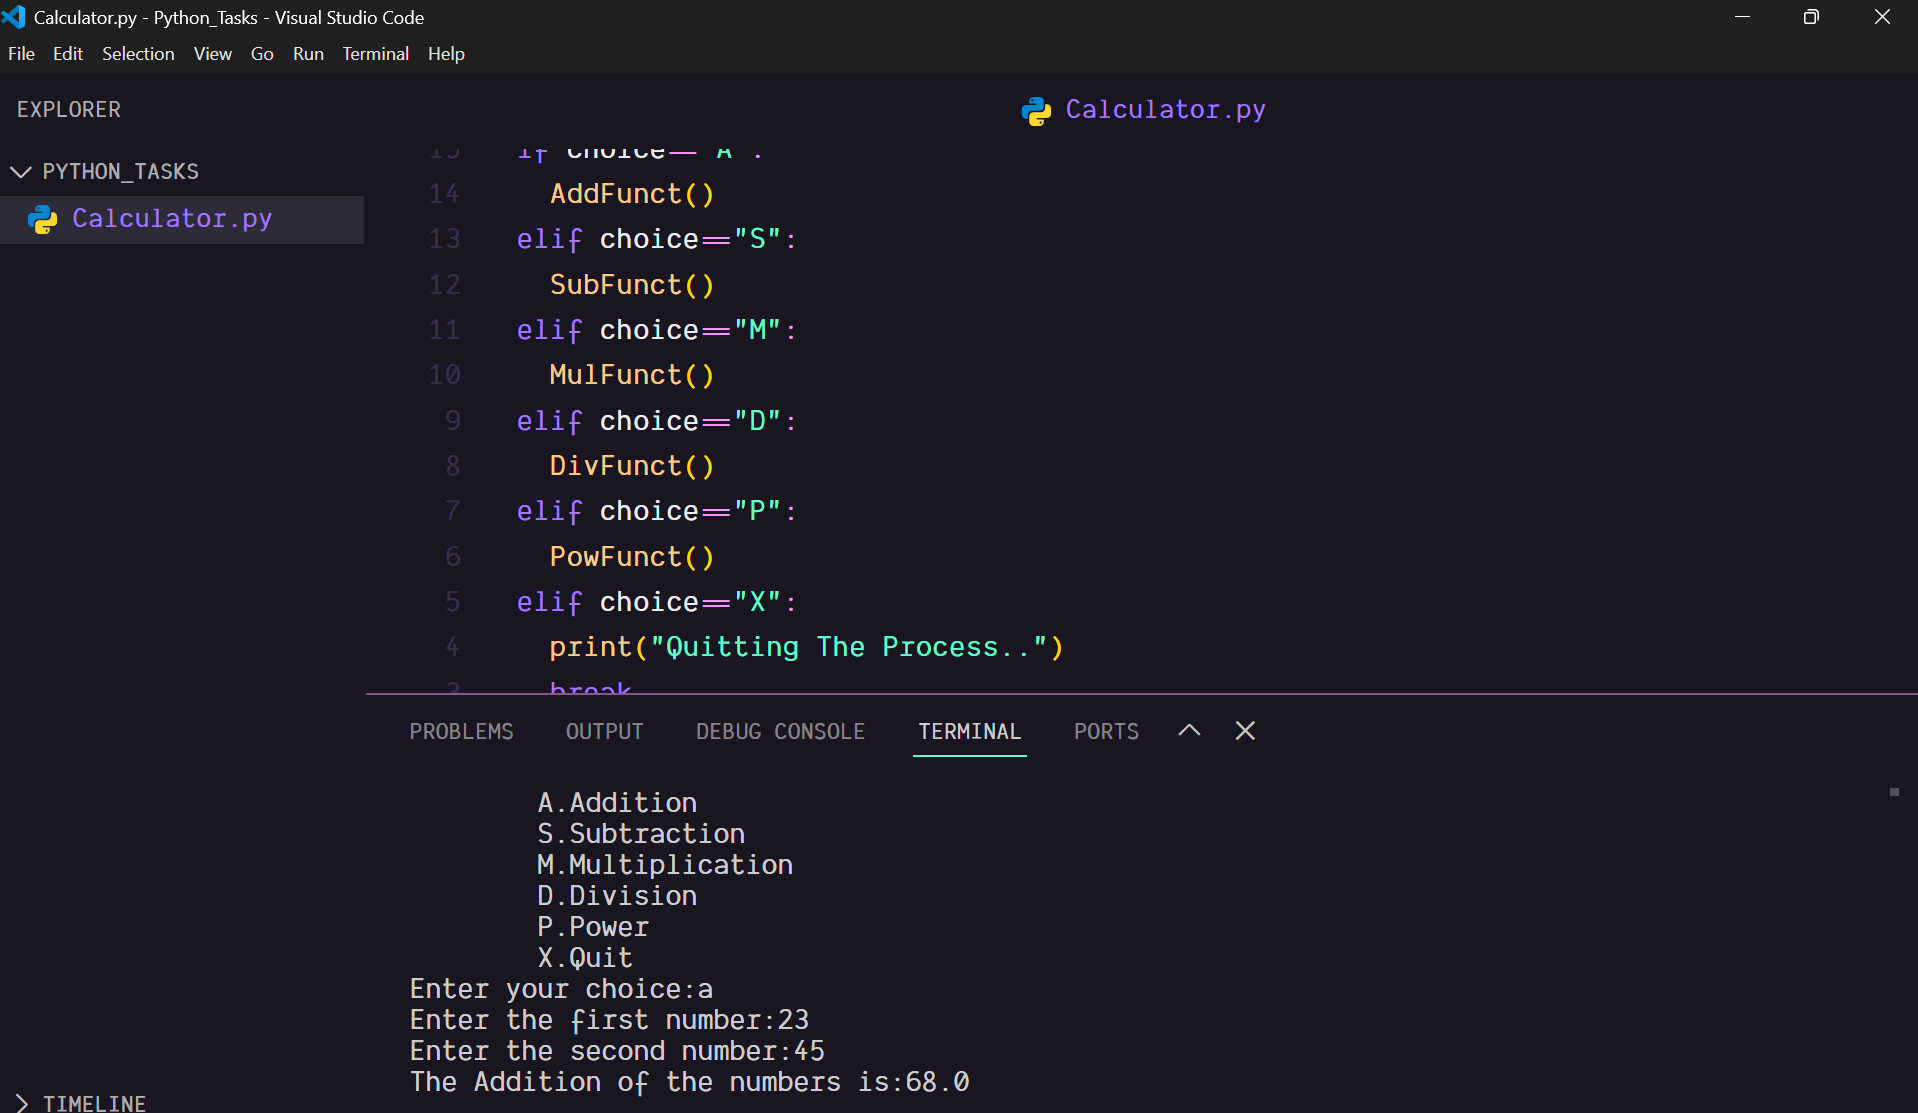 Calculator.py - Python_Tasks - Visual Studio Code
File Edit Selection View Go Run Terminal Help
EXPLORER
PYTHON_TASKS
Calculator.py
Calculator.py
15 if choice=="A":
14 AddFunct()
13 elif choice=="S":
12 SubFunct()
11 elif choice=="M":
10 MulFunct()
9 elif choice=="D":
8 DivFunct()
7 elif choice=="P":
6 PowFunct()
5 elif choice=="X":
4 print("Quitting The Process..")
3 break
PROBLEMS OUTPUT DEBUG CONSOLE TERMINAL PORTS
A.Addition
S.Subtraction
M.Multiplication
D.Division
P.Power
X.Quit
Enter your choice:a
Enter the first number:23
Enter the second number:45
The Addition of the numbers is:68.0
TIMELINE